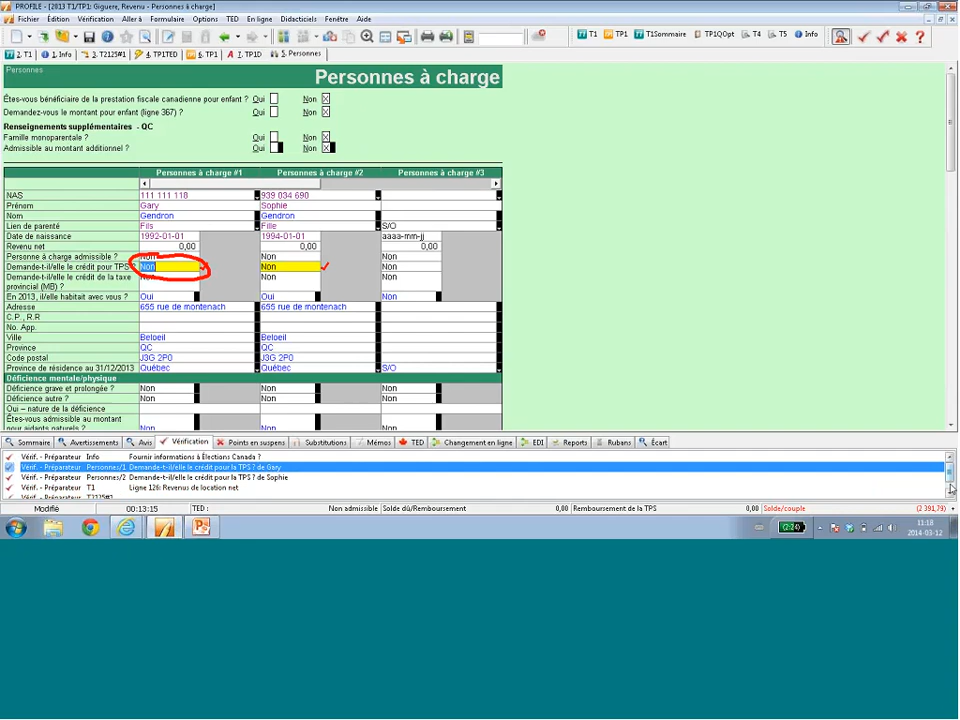 PROFILE - [2013 T1/TP1: Giguere, Revenu - Personnes à charge]
Fichier Édition Vérification Aller à Formulaire Options TED En ligne Didacticiels Fenêtre Aide
T1 TP1 T1Sommaire TP1QOpt T4 T5 Info
2. T1 1. Info 3. T2125#1 4. TP1TED 6. TP1 7. TP1D 5. Personnes
Personnes
Personnes à charge
Êtes-vous bénéficiaire de la prestation fiscale canadienne pour enfant ? Oui Non X
Demandez-vous le montant pour enfant (ligne 367) ? Oui Non X
Renseignements supplémentaires - QC
Famille monoparentale ? Oui Non X
Admissible au montant additionnel ? Oui Non X
Personnes à charge #1 Personnes à charge #2 Personnes à charge #3
NAS 111 111 118 939 034 690
Prénom Gary Sophie
Nom Gendron Gendron
Lien de parenté Fils Fille S/O
Date de naissance 1992-01-01 1994-01-01 aaaa-mm-jj
Revenu net 0,00 0,00 0,00
Personne à charge admissible ? Non Non Non
Demande-t-il/elle le crédit pour TPS ? Non Non Non
Demande-t-il/elle le crédit de la taxe Non Non Non
provincial (MB) ?
En 2013, il/elle habitait avec vous ? Oui Oui Non
Adresse 655 rue de montenach 655 rue de montenach
C.P., R.R
No. App.
Ville Beloeil Beloeil
Province QC QC
Code postal J3G 2P0 J3G 2P0
Province de résidence au 31/12/2013 Québec Québec S/O
Déficience mentale/physique
Déficience grave et prolongée ? Non Non Non
Déficience autre ? Non Non Non
Oui – nature de la déficience
Êtes-vous admissible au montant
pour aidants naturels ? Non Non Non
Sommaire Avertissements Avis Vérification Points en suspens Substitutions Mémos TED Changement en ligne EDI Reports Rubans Écart
Vérif. - Préparateur Info Fournir informations à Élections Canada ?
Vérif. - Préparateur Personnes/1 Demande-t-il/elle le crédit pour la TPS ? de Gary
Vérif. - Préparateur Personnes/2 Demande-t-il/elle le crédit pour la TPS ? de Sophie
Vérif. - Préparateur T1 Ligne 126: Revenus de location net
Vérif. - Préparateur T2125#1
Modifié 00:13:15 TED : Non admissible 0,00 Solde dû/Remboursement 0,00 Remboursement de la TPS 0,00 Solde/couple (2 391,79)
(2:24) 11:18
2014-03-12